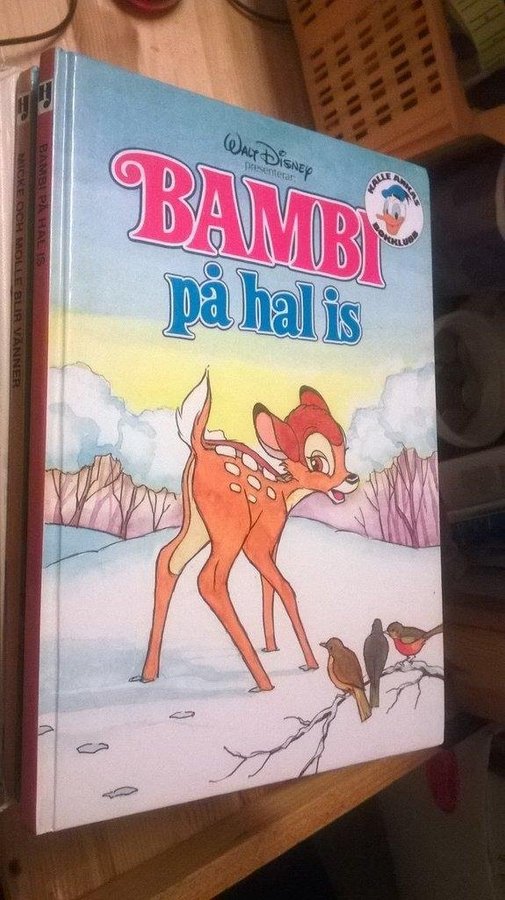 WALT DISNEY
presenterar:
BAMBI
på hal is
KALLE ANKAS
BOKKLUBB
BAMBI PÅ HAL IS
MICKE OCH MOLLE BLIR VÄNNER